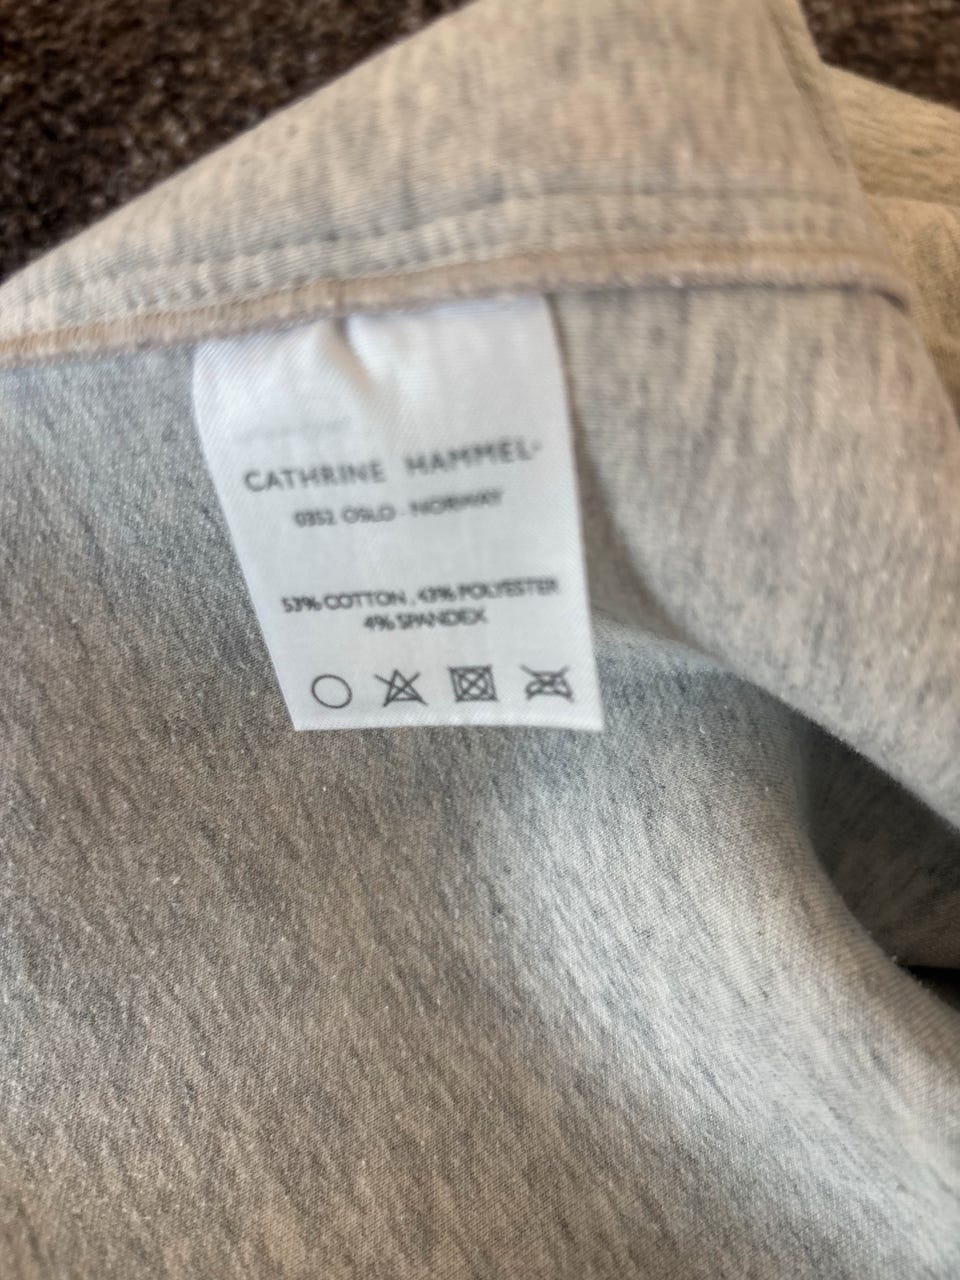 CATHRINE HAMMEL
0352 OSLO - NORWAY
53% COTTON, 43% POLYESTER
4% SPANDEX